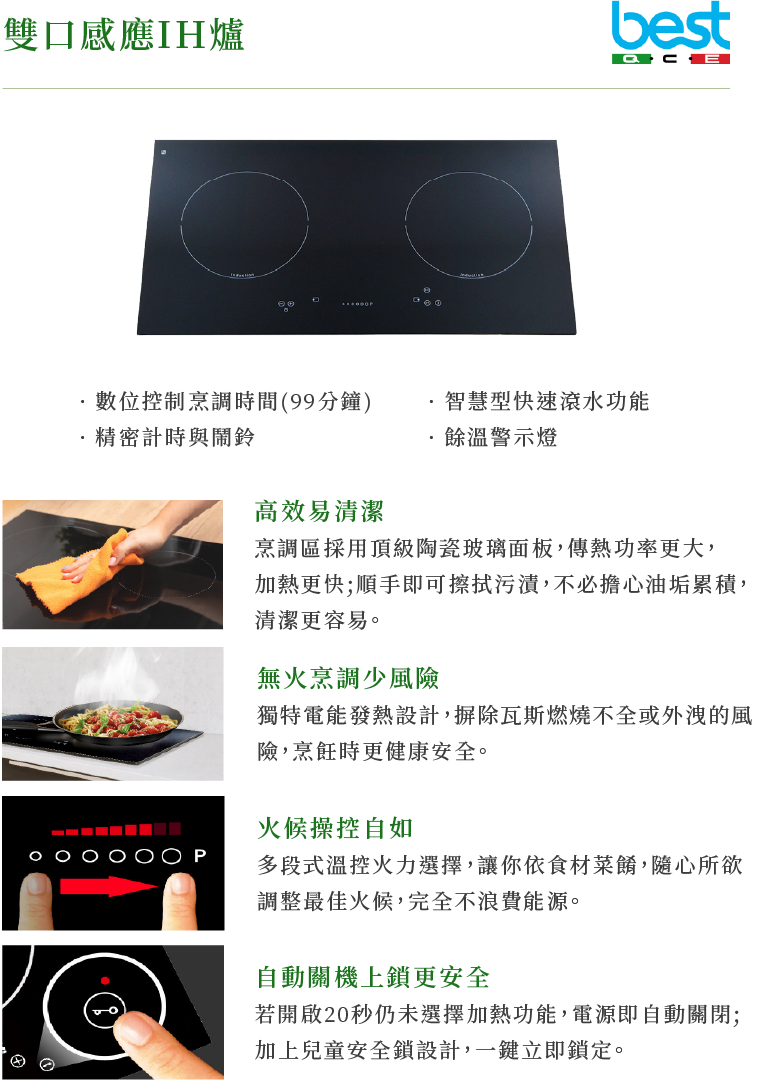 雙口感應IH爐
best
Q·C·E
Induction
Induction
· 數位控制烹調時間(99分鐘)
· 智慧型快速滾水功能
· 精密計時與鬧鈴
· 餘溫警示燈
高效易清潔
烹調區採用頂級陶瓷玻璃面板，傳熱功率更大，
加熱更快；順手即可擦拭污漬，不必擔心油垢累積，
清潔更容易。
無火烹調少風險
獨特電能發熱設計，摒除瓦斯燃燒不全或外洩的風
險，烹飪時更健康安全。
火候操控自如
多段式溫控火力選擇，讓你依食材菜餚，隨心所欲
調整最佳火候，完全不浪費能源。
P
自動關機上鎖更安全
若開啟20秒仍未選擇加熱功能，電源即自動關閉；
加上兒童安全鎖設計，一鍵立即鎖定。